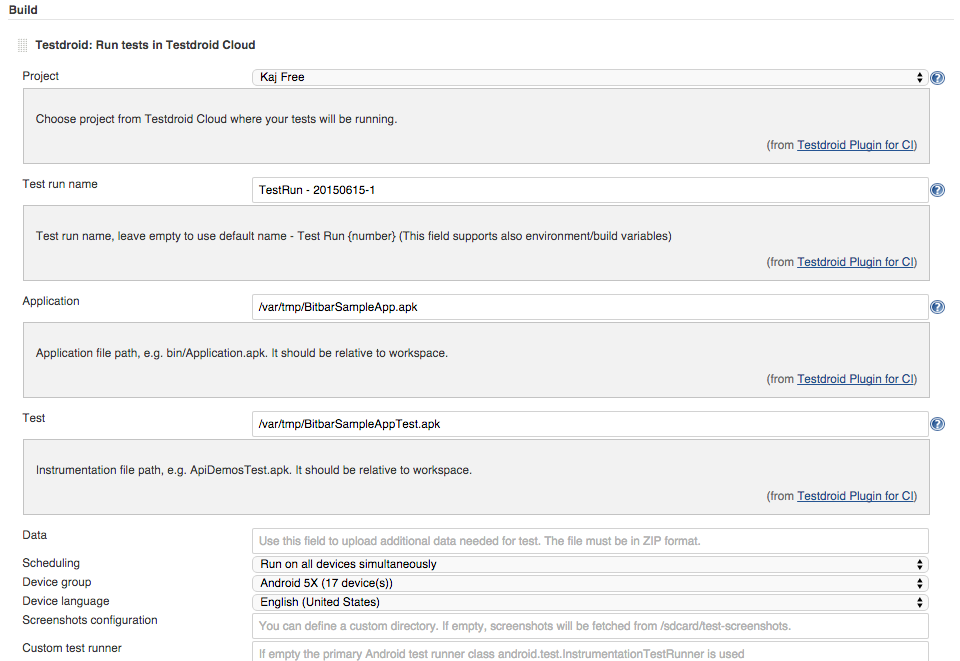 Build
Testdroid: Run tests in Testdroid Cloud
Project
Kaj Free
Choose project from Testdroid Cloud where your tests will be running.
(from Testdroid Plugin for CI)
Test run name
TestRun - 20150615-1
Test run name, leave empty to use default name - Test Run {number} (This field supports also environment/build variables)
(from Testdroid Plugin for CI)
Application
/var/tmp/BitbarSampleApp.apk
Application file path, e.g. bin/Application.apk. It should be relative to workspace.
(from Testdroid Plugin for CI)
Test
/var/tmp/BitbarSampleAppTest.apk
Instrumentation file path, e.g. ApiDemosTest.apk. It should be relative to workspace.
(from Testdroid Plugin for CI)
Data
Use this field to upload additional data needed for test. The file must be in ZIP format.
Scheduling
Run on all devices simultaneously
Device group
Android 5X (17 device(s))
Device language
English (United States)
Screenshots configuration
You can define a custom directory. If empty, screenshots will be fetched from /sdcard/test-screenshots.
Custom test runner
If empty the primary Android test runner class android.test.InstrumentationTestRunner is used